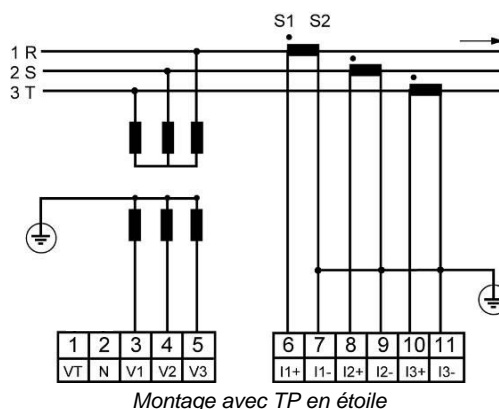 S1 S2
1 R
2 S
3 T
1 2 3 4 5
VT N V1 V2 V3
6 7 8 9 10 11
I1+ I1- I2+ I2- I3+ I3-
Montage avec TP en étoile